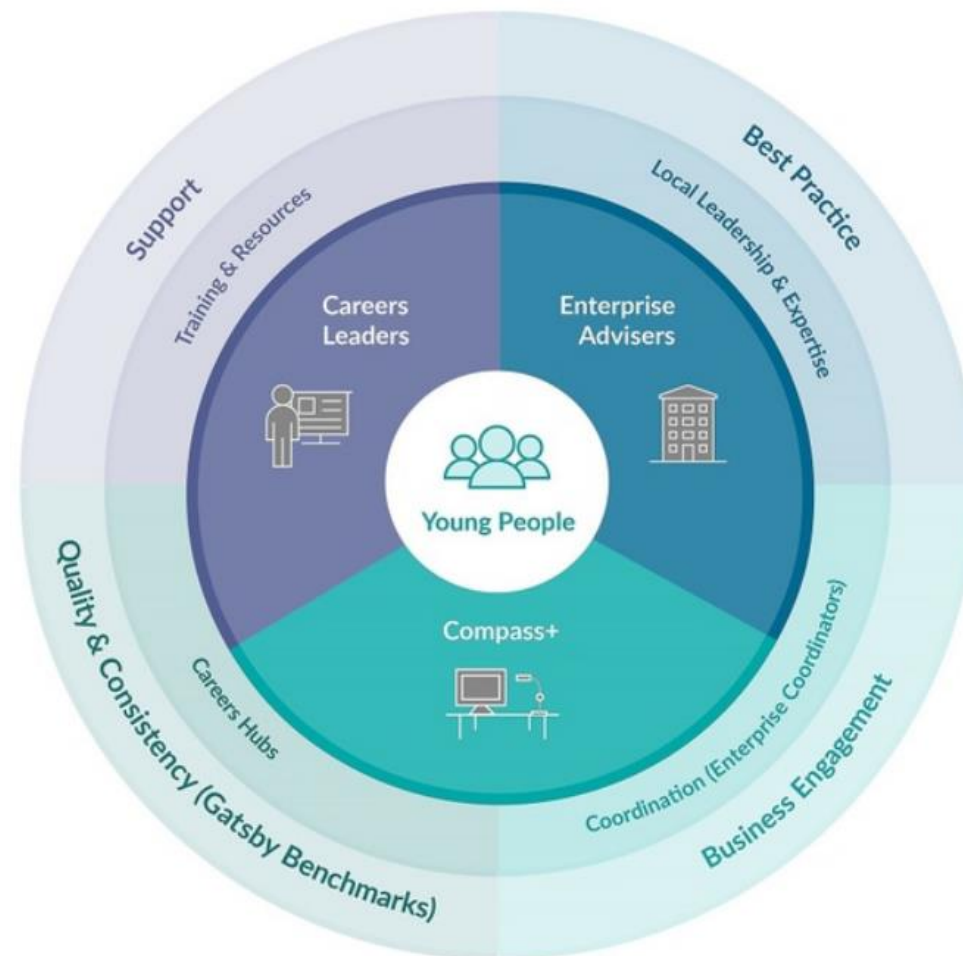 Support
Best Practice
Training & Resources
Local Leadership & Expertise
Careers
Leaders
Enterprise
Advisers
Young People
Compass+
Careers Hubs
Coordination (Enterprise Coordinators)
Quality & Consistency (Gatsby Benchmarks)
Business Engagement